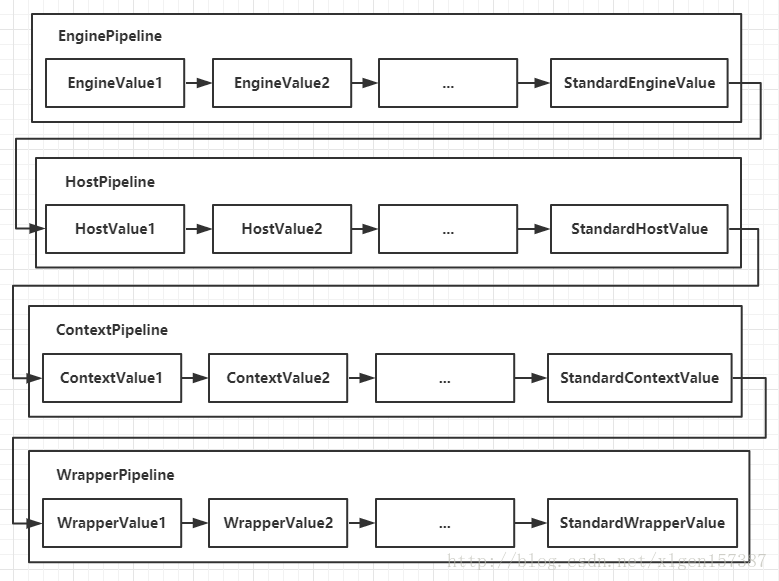 EnginePipeline
EngineValue1
EngineValue2
...
StandardEngineValue
HostPipeline
HostValue1
HostValue2
...
StandardHostValue
ContextPipeline
ContextValue1
ContextValue2
...
StandardContextValue
WrapperPipeline
WrapperValue1
WrapperValue2
...
StandardWrapperValue
http://blog.csdn.net/xlgen157387